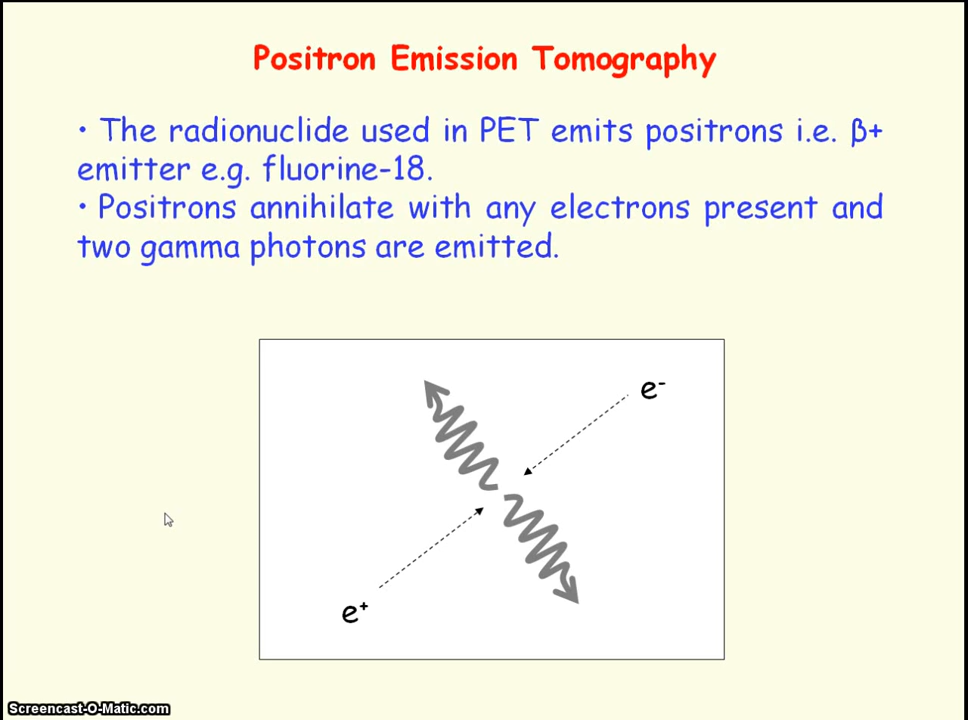 Positron Emission Tomography
• The radionuclide used in PET emits positrons i.e. β+
emitter e.g. fluorine-18.
• Positrons annihilate with any electrons present and
two gamma photons are emitted.
e⁻
e⁺
Screencast-O-Matic.com